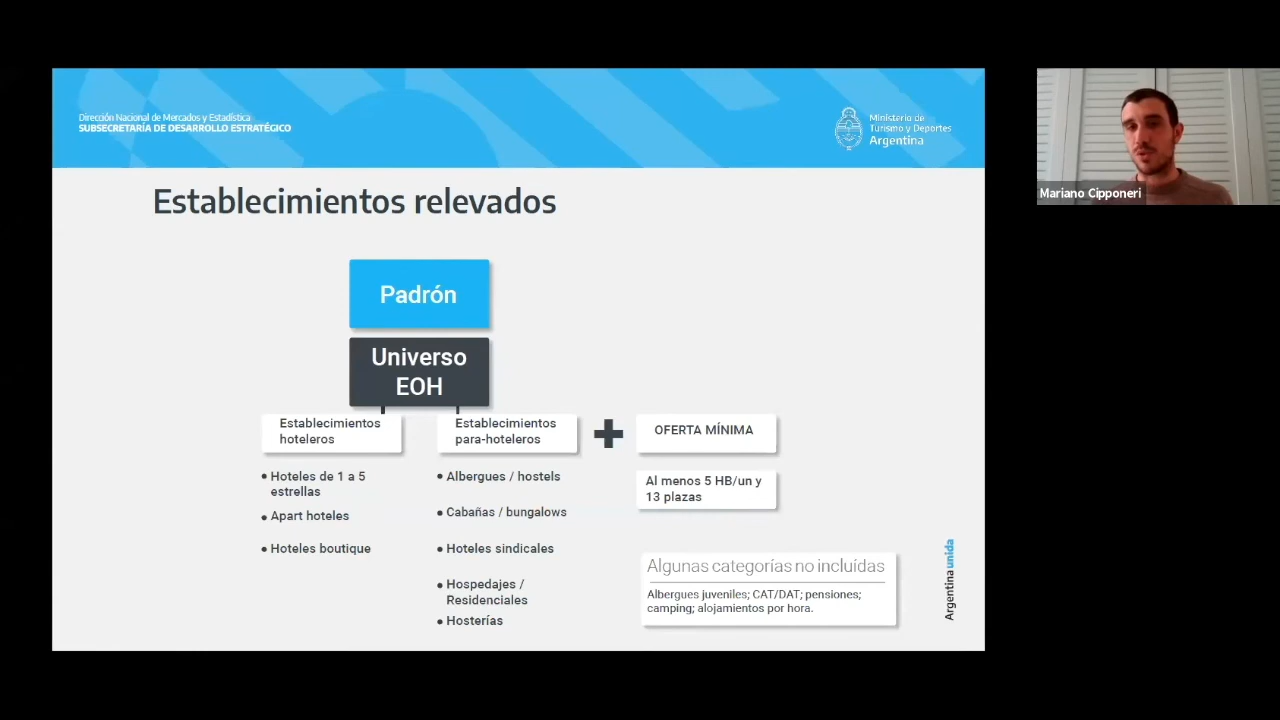 Dirección Nacional de Mercados y Estadística
SUBSECRETARÍA DE DESARROLLO ESTRATÉGICO
Ministerio de
Turismo y Deportes
Argentina
Mariano Cipponeri
Establecimientos relevados
Padrón
Universo
EOH
Establecimientos
hoteleros
Hoteles de 1 a 5
estrellas
Apart hoteles
Hoteles boutique
Establecimientos
para-hoteleros
Albergues / hostels
Cabañas / bungalows
Hoteles sindicales
Hospedajes /
Residenciales
Hosterías
OFERTA MÍNIMA
Al menos 5 HB/un y
13 plazas
Algunas categorías no incluídas
Albergues juveniles; CAT/DAT; pensiones;
camping; alojamientos por hora.
Argentina unida